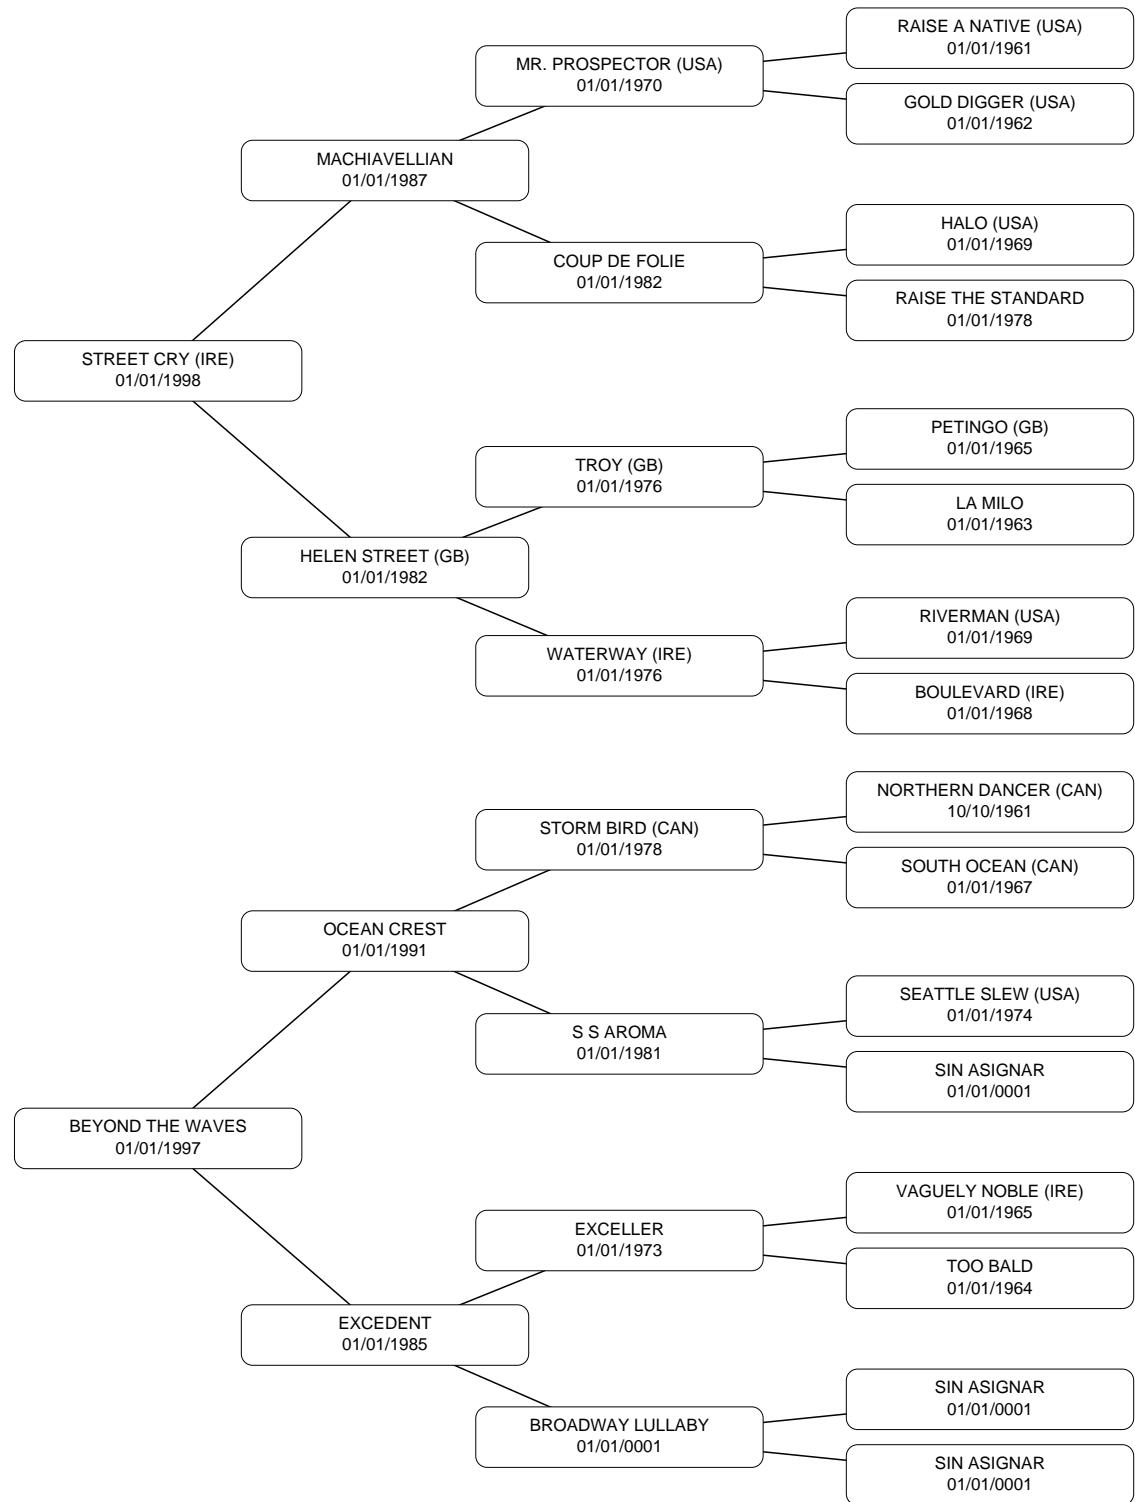 RAISE A NATIVE (USA)
01/01/1961
MR. PROSPECTOR (USA)
01/01/1970
GOLD DIGGER (USA)
01/01/1962
MACHIAVELLIAN
01/01/1987
HALO (USA)
01/01/1969
COUP DE FOLIE
01/01/1982
RAISE THE STANDARD
01/01/1978
STREET CRY (IRE)
01/01/1998
PETINGO (GB)
01/01/1965
TROY (GB)
01/01/1976
LA MILO
01/01/1963
HELEN STREET (GB)
01/01/1982
RIVERMAN (USA)
01/01/1969
WATERWAY (IRE)
01/01/1976
BOULEVARD (IRE)
01/01/1968
NORTHERN DANCER (CAN)
10/10/1961
STORM BIRD (CAN)
01/01/1978
SOUTH OCEAN (CAN)
01/01/1967
OCEAN CREST
01/01/1991
SEATTLE SLEW (USA)
01/01/1974
S S AROMA
01/01/1981
SIN ASIGNAR
01/01/0001
BEYOND THE WAVES
01/01/1997
VAGUELY NOBLE (IRE)
01/01/1965
EXCELLER
01/01/1973
TOO BALD
01/01/1964
EXCEDENT
01/01/1985
SIN ASIGNAR
01/01/0001
BROADWAY LULLABY
01/01/0001
SIN ASIGNAR
01/01/0001